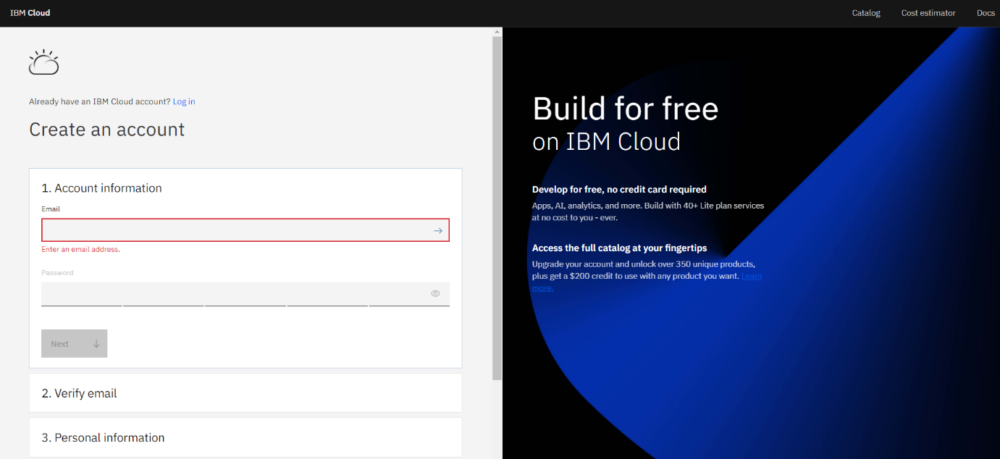 IBM Cloud
Catalog
Cost estimator
Docs
Already have an IBM Cloud account? Log in
Create an account
1. Account information
Email
Enter an email address.
Password
Next
2. Verify email
3. Personal information
Build for free
on IBM Cloud
Develop for free, no credit card required
Apps, AI, analytics, and more. Build with 40+ Lite plan services
at no cost to you - ever.
Access the full catalog at your fingertips
Upgrade your account and unlock over 350 unique products,
plus get a $200 credit to use with any product you want. Learn
more.